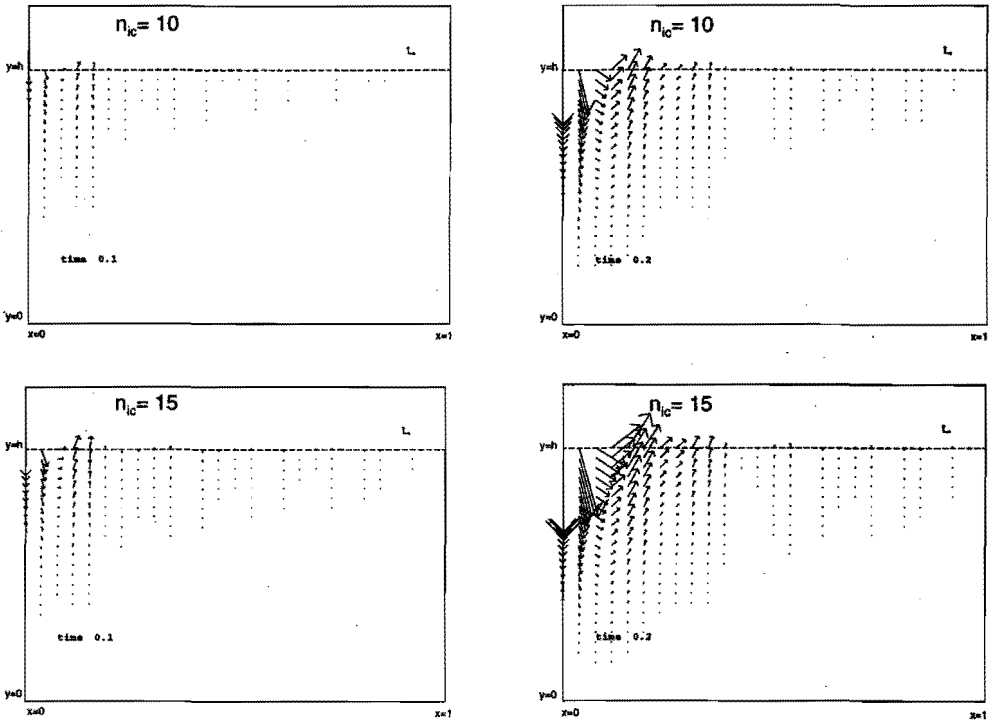 n_ic= 10
L
y=h
time 0.1
y=0
x=0 x=1
n_ic= 10
L
y=h
time 0.2
y=0
x=0 x=1
n_ic= 15
L
y=h
time 0.1
y=0
x=0 x=1
n_ic= 15
L
y=h
time 0.2
y=0
x=0 x=1